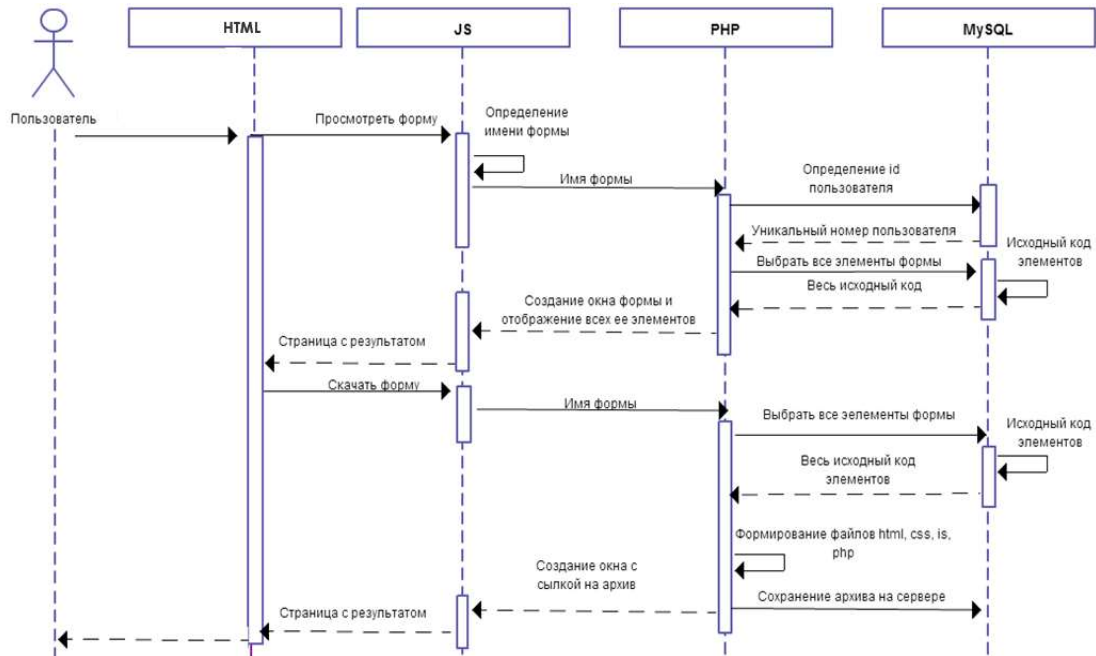 HTML
JS
PHP
MySQL
Пользователь
Просмотреть форму
Определение
имени формы
Имя формы
Определение id
пользователя
Уникальный номер пользователя
Выбрать все элементы формы
Исходный код
элементов
Весь исходный код
Создание окна формы и
отображение всех ее элементов
Страница с результатом
Скачать форму
Имя формы
Выбрать все эелементы формы
Исходный код
элементов
Весь исходный код
элементов
Формирование файлов html, css, is,
php
Создание окна с
сылкой на архив
Сохранение архива на сервере
Страница с результатом